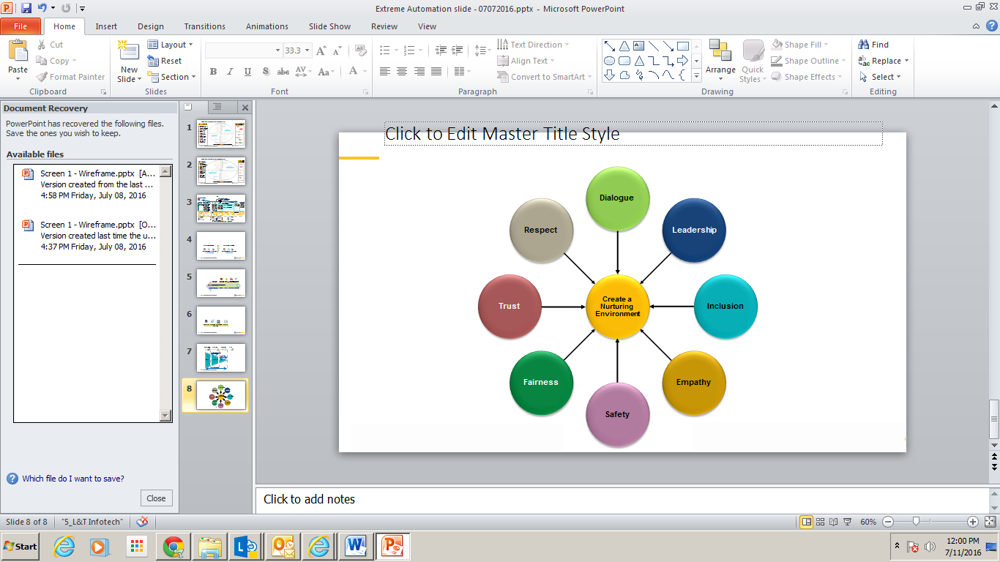 Extreme Automation slide - 07072016.pptx - Microsoft PowerPoint
File Home Insert Design Transitions Animations Slide Show Review View
Paste
Cut
Copy
Format Painter
Clipboard
New Slide
Layout
Reset
Section
Slides
33.3
B I U S abc AV Aa A
Font
Text Direction
Align Text
Convert to SmartArt
Paragraph
Arrange
Quick Styles
Shape Fill
Shape Outline
Shape Effects
Drawing
Find
Replace
Select
Editing
Document Recovery
PowerPoint has recovered the following files.
Save the ones you wish to keep.
Available files
Screen 1 - Wireframe.pptx [A...
Version created from the last ...
4:58 PM Friday, July 08, 2016
Screen 1 - Wireframe.pptx [O...
Version created last time the u...
4:37 PM Friday, July 08, 2016
Which file do I want to save?
Close
1
2
3
4
5
6
7
8
Click to Edit Master Title Style
Dialogue
Respect
Leadership
Trust
Create a
Nurturing
Environment
Inclusion
Fairness
Empathy
Safety
Click to add notes
Slide 8 of 8 "5_L&T Infotech" 60%
Start
12:00 PM
7/11/2016